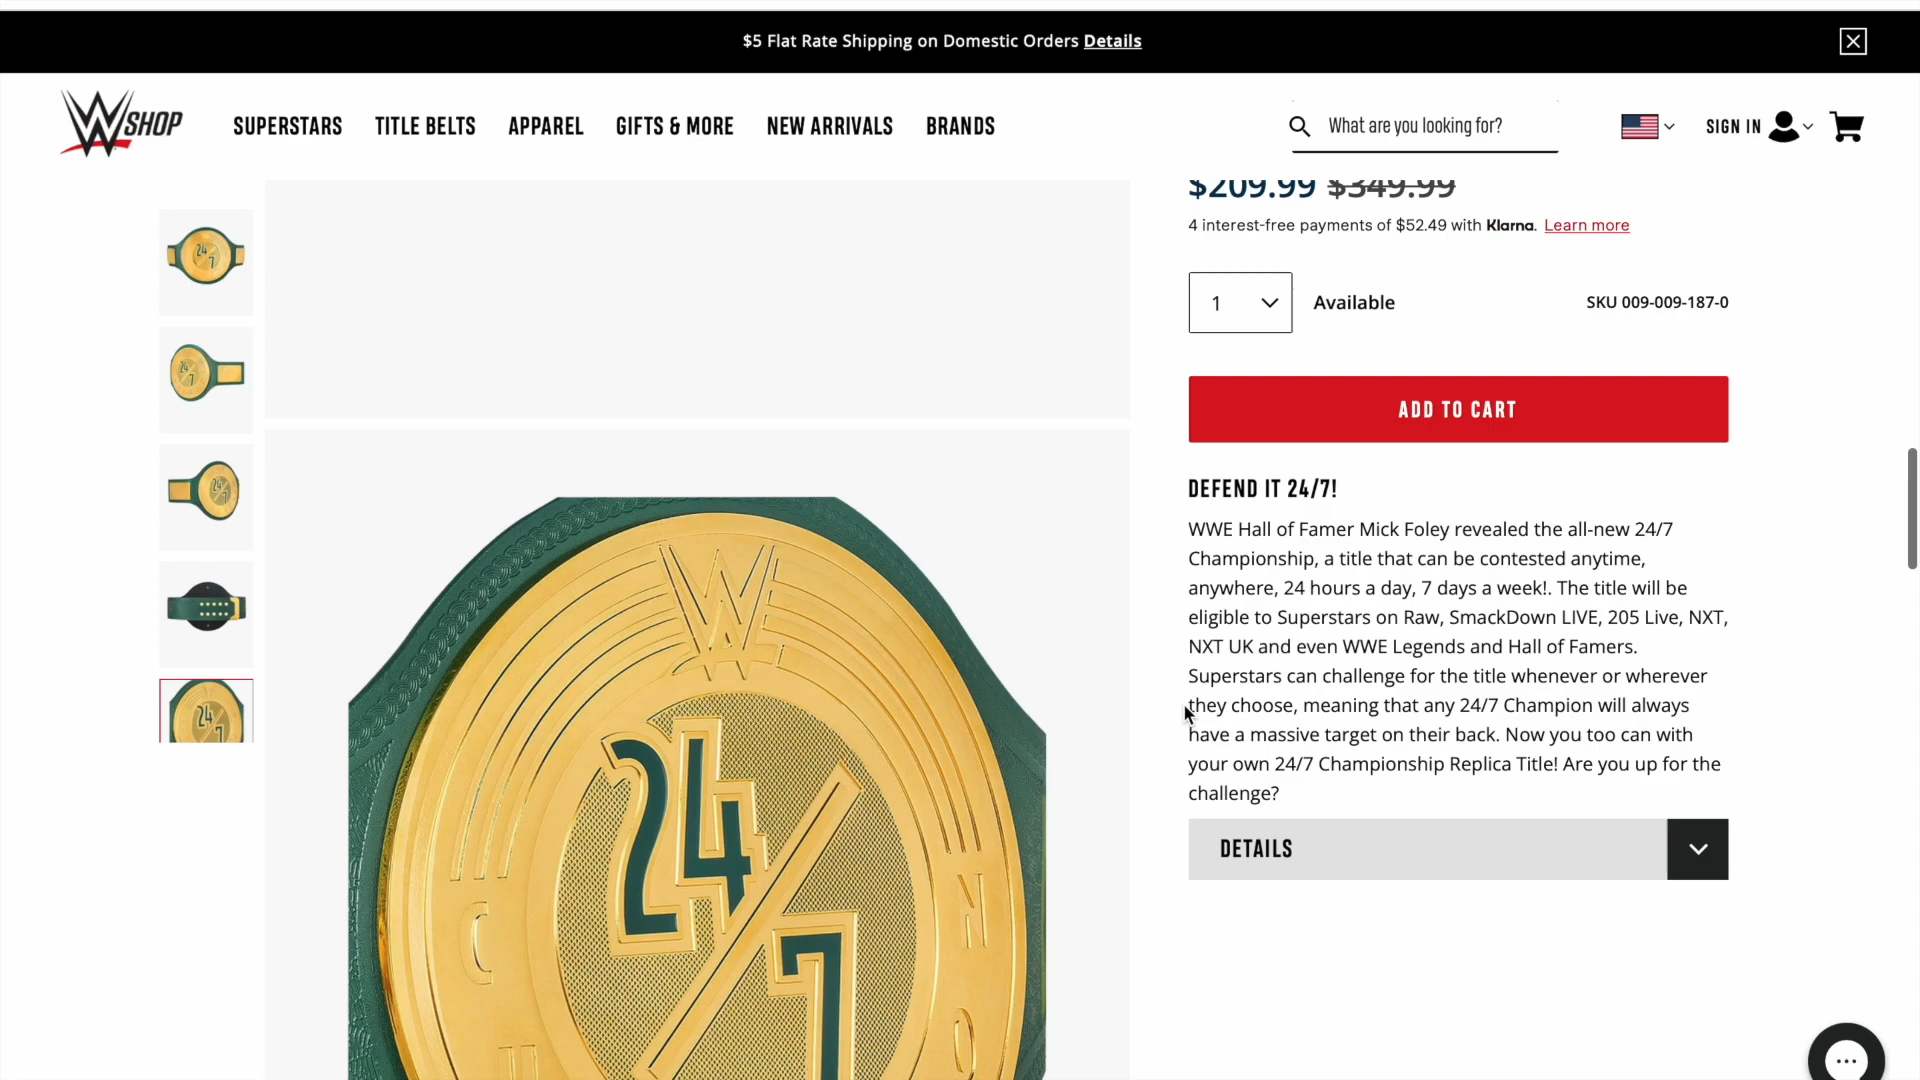 $5 Flat Rate Shipping on Domestic Orders Details
SHOP
SUPERSTARS
TITLE BELTS
APPAREL
GIFTS & MORE
NEW ARRIVALS
BRANDS
What are you looking for?
SIGN IN
$209.99 $349.99
4 interest-free payments of $52.49 with Klarna. Learn more
1
Available
SKU 009-009-187-0
ADD TO CART
DEFEND IT 24/7!
WWE Hall of Famer Mick Foley revealed the all-new 24/7
Championship, a title that can be contested anytime,
anywhere, 24 hours a day, 7 days a week!. The title will be
eligible to Superstars on Raw, SmackDown LIVE, 205 Live, NXT,
NXT UK and even WWE Legends and Hall of Famers.
Superstars can challenge for the title whenever or wherever
they choose, meaning that any 24/7 Champion will always
have a massive target on their back. Now you too can with
your own 24/7 Championship Replica Title! Are you up for the
challenge?
DETAILS
24
7